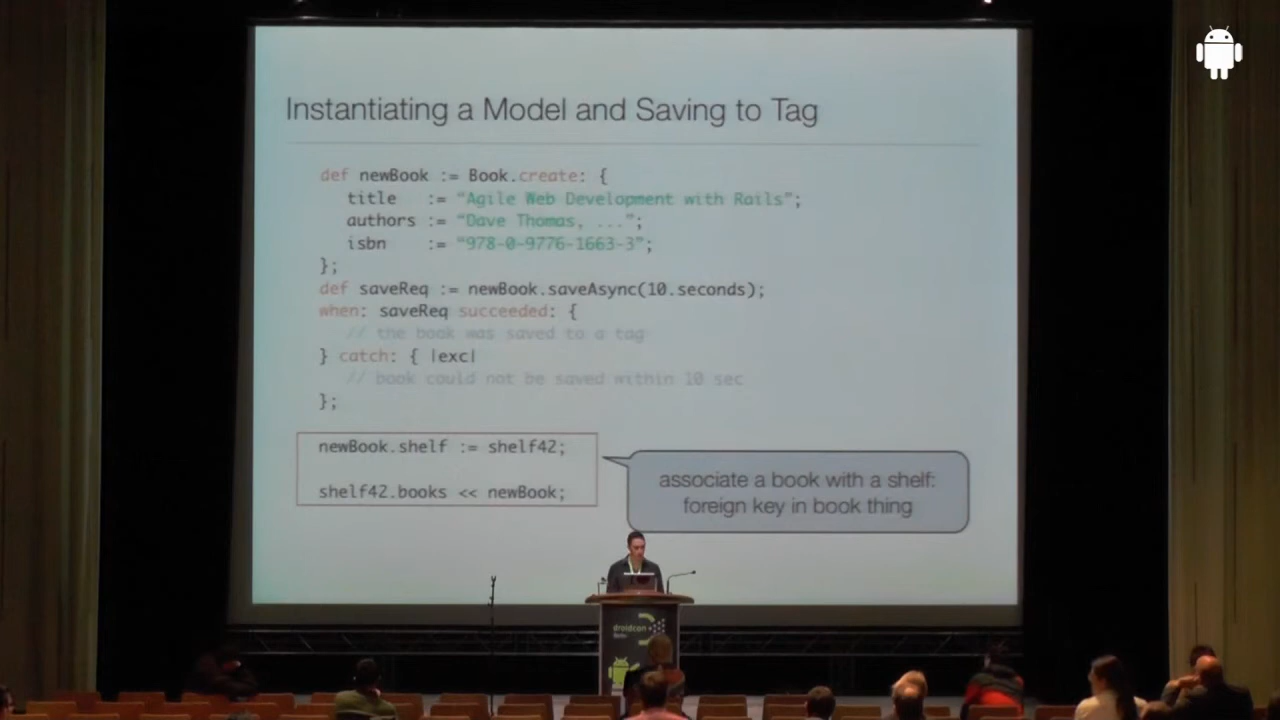 Instantiating a Model and Saving to Tag
def newBook := Book.create: {
title := "Agile Web Development with Rails";
authors := "Dave Thomas, ...";
isbn := "978-0-9776-1663-3";
};
def saveReq := newBook.saveAsync(10.seconds);
when: saveReq succeeded: {
// the book was saved to a tag
} catch: { |exc|
// book could not be saved within 10 sec
};
newBook.shelf := shelf42;
shelf42.books << newBook;
associate a book with a shelf:
foreign key in book thing
droidcon
Berlin